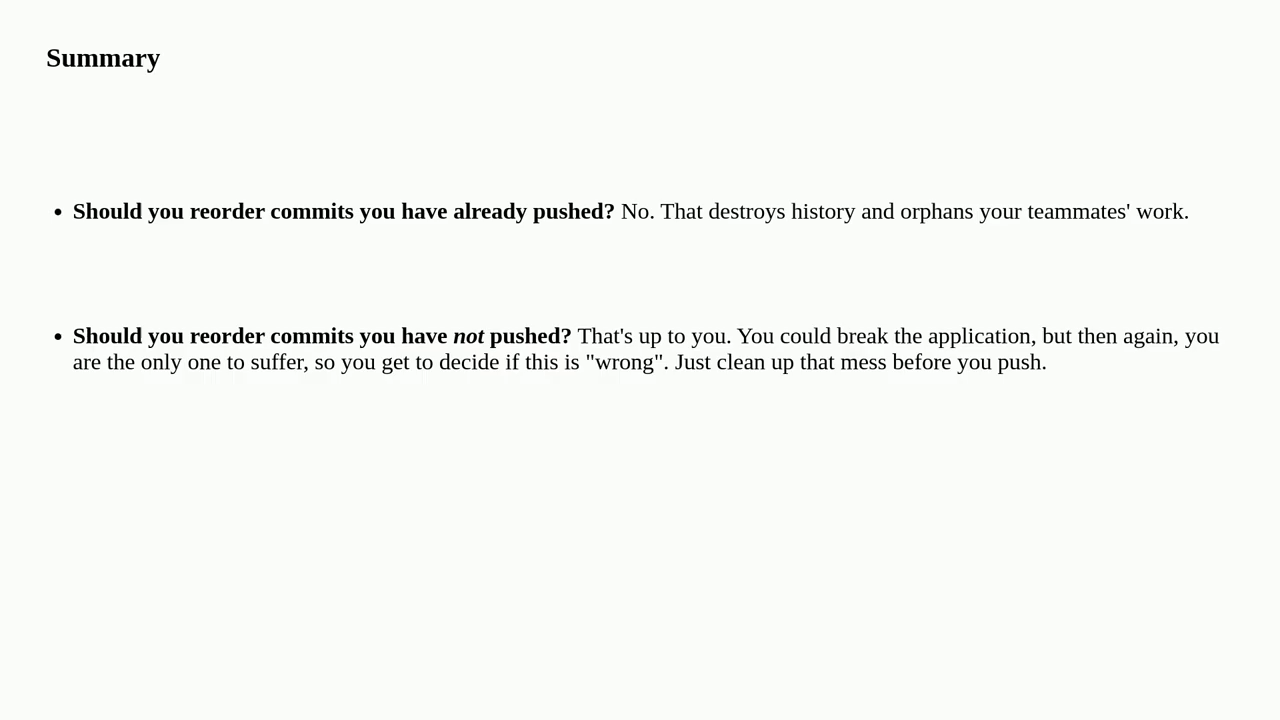 Summary
• Should you reorder commits you have already pushed? No. That destroys history and orphans your teammates' work.
• Should you reorder commits you have not pushed? That's up to you. You could break the application, but then again, you
are the only one to suffer, so you get to decide if this is "wrong". Just clean up that mess before you push.